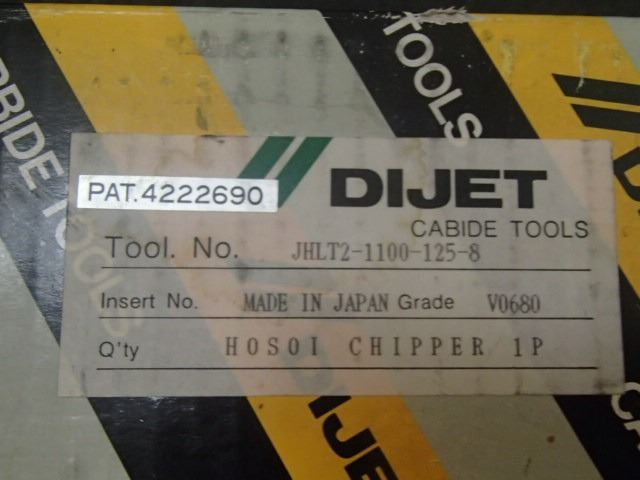 RBIDE TOOLS
TOOLS
PAT.4222690
DIJET
CABIDE TOOLS
Tool. No. JHLT2-1100-125-8
Insert No. MADE IN JAPAN Grade V0680
Q'ty HOSOI CHIPPER 1P
DIJE